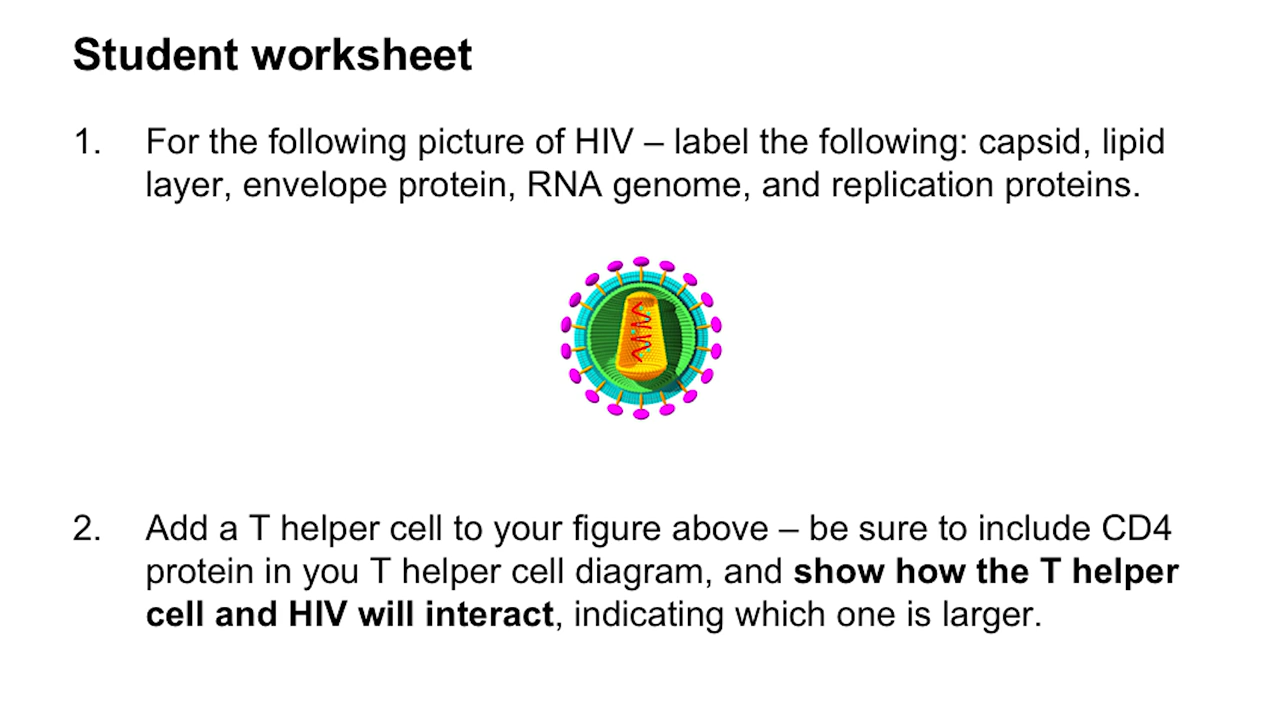 Student worksheet
1. For the following picture of HIV – label the following: capsid, lipid
layer, envelope protein, RNA genome, and replication proteins.
2. Add a T helper cell to your figure above – be sure to include CD4
protein in you T helper cell diagram, and show how the T helper
cell and HIV will interact, indicating which one is larger.